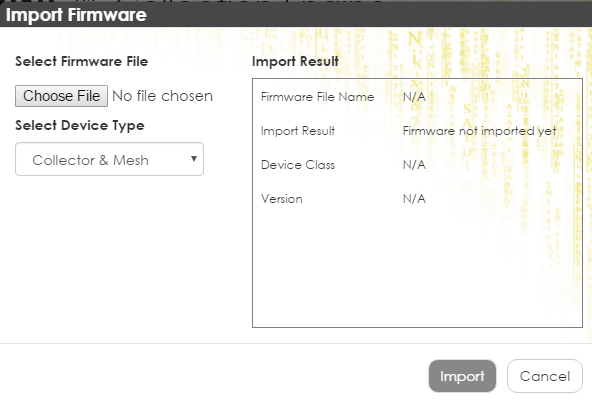 Import Firmware
Select Firmware File
Choose File No file chosen
Select Device Type
Collector & Mesh
Import Result
Firmware File Name N/A
Import Result Firmware not imported yet
Device Class N/A
Version N/A
Import Cancel